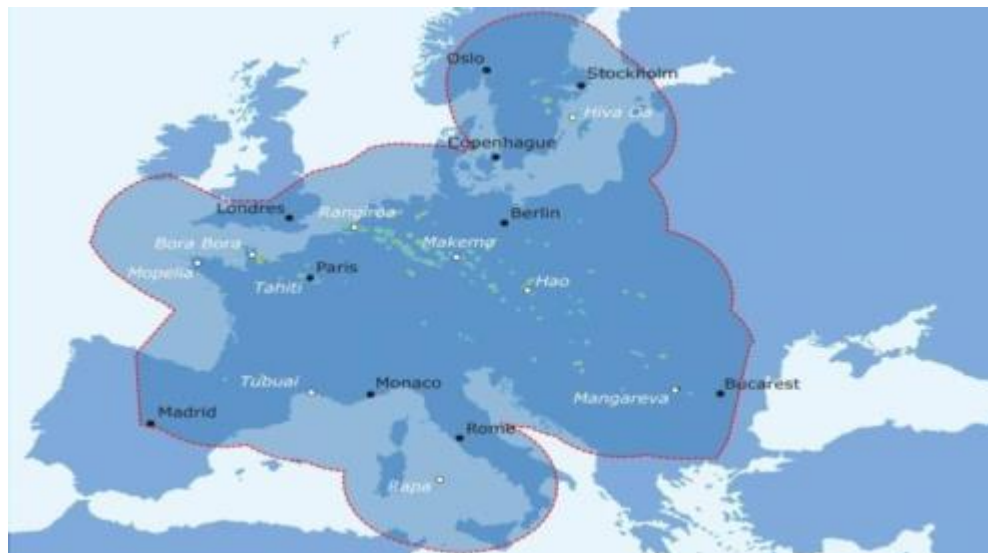 Oslo
Stockholm
Hiva Oa
Copenhague
Londres
Rangiroa
Berlin
Bora Bora
Makemo
Mopelia
Paris
Tahiti
Hao
Tubuai
Monaco
Mangareva
Bucarest
Madrid
Rome
Rapa